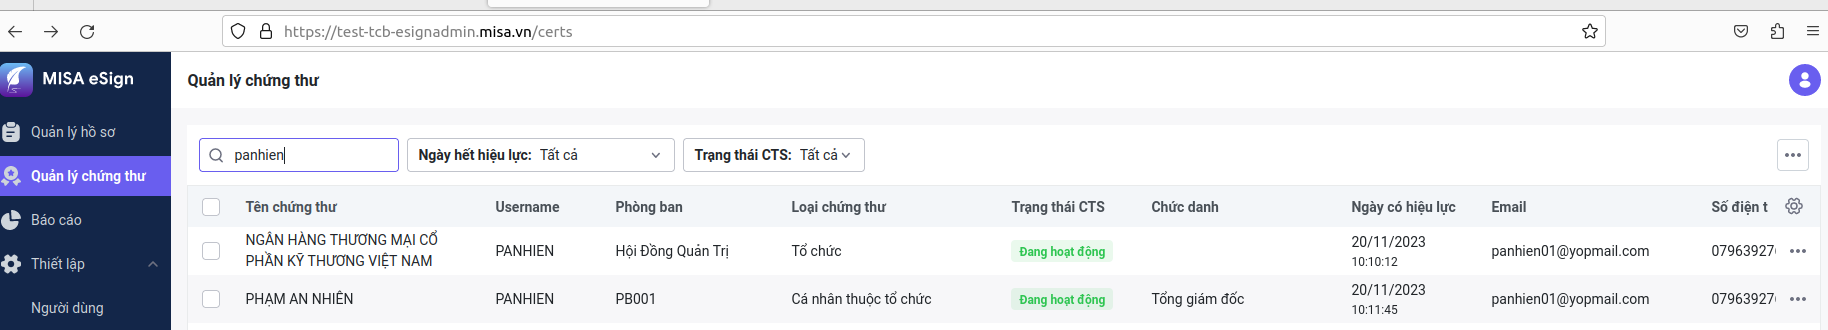 https://test-tcb-esignadmin.misa.vn/certs
MISA eSign
Quản lý chứng thư
Quản lý hồ sơ
Quản lý chứng thư
Báo cáo
Thiết lập
Người dùng
panhien
Ngày hết hiệu lực: Tất cả
Trạng thái CTS: Tất cả
Tên chứng thư Username Phòng ban Loại chứng thư Trạng thái CTS Chức danh Ngày có hiệu lực Email Số điện t
NGÂN HÀNG THƯƠNG MẠI CỔ
PHẦN KỸ THƯƠNG VIỆT NAM
PANHIEN Hội Đồng Quản Trị Tổ chức Đang hoạt động
20/11/2023
10:10:12
panhien01@yopmail.com 07963927
PHẠM AN NHIÊN PANHIEN PB001 Cá nhân thuộc tổ chức Đang hoạt động Tổng giám đốc
20/11/2023
10:11:45
panhien01@yopmail.com 07963927